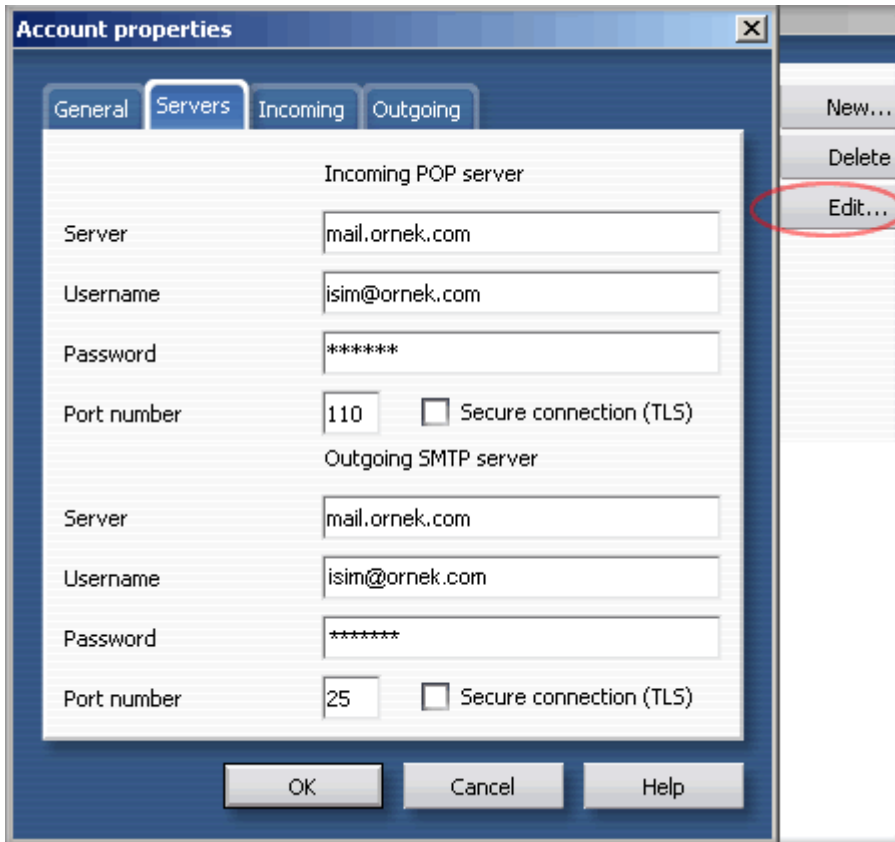 Account properties
General Servers Incoming Outgoing
New...
Delete
Edit...
Incoming POP server
Server mail.ornek.com
Username isim@ornek.com
Password ******
Port number 110 Secure connection (TLS)
Outgoing SMTP server
Server mail.ornek.com
Username isim@ornek.com
Password *******
Port number 25 Secure connection (TLS)
OK Cancel Help